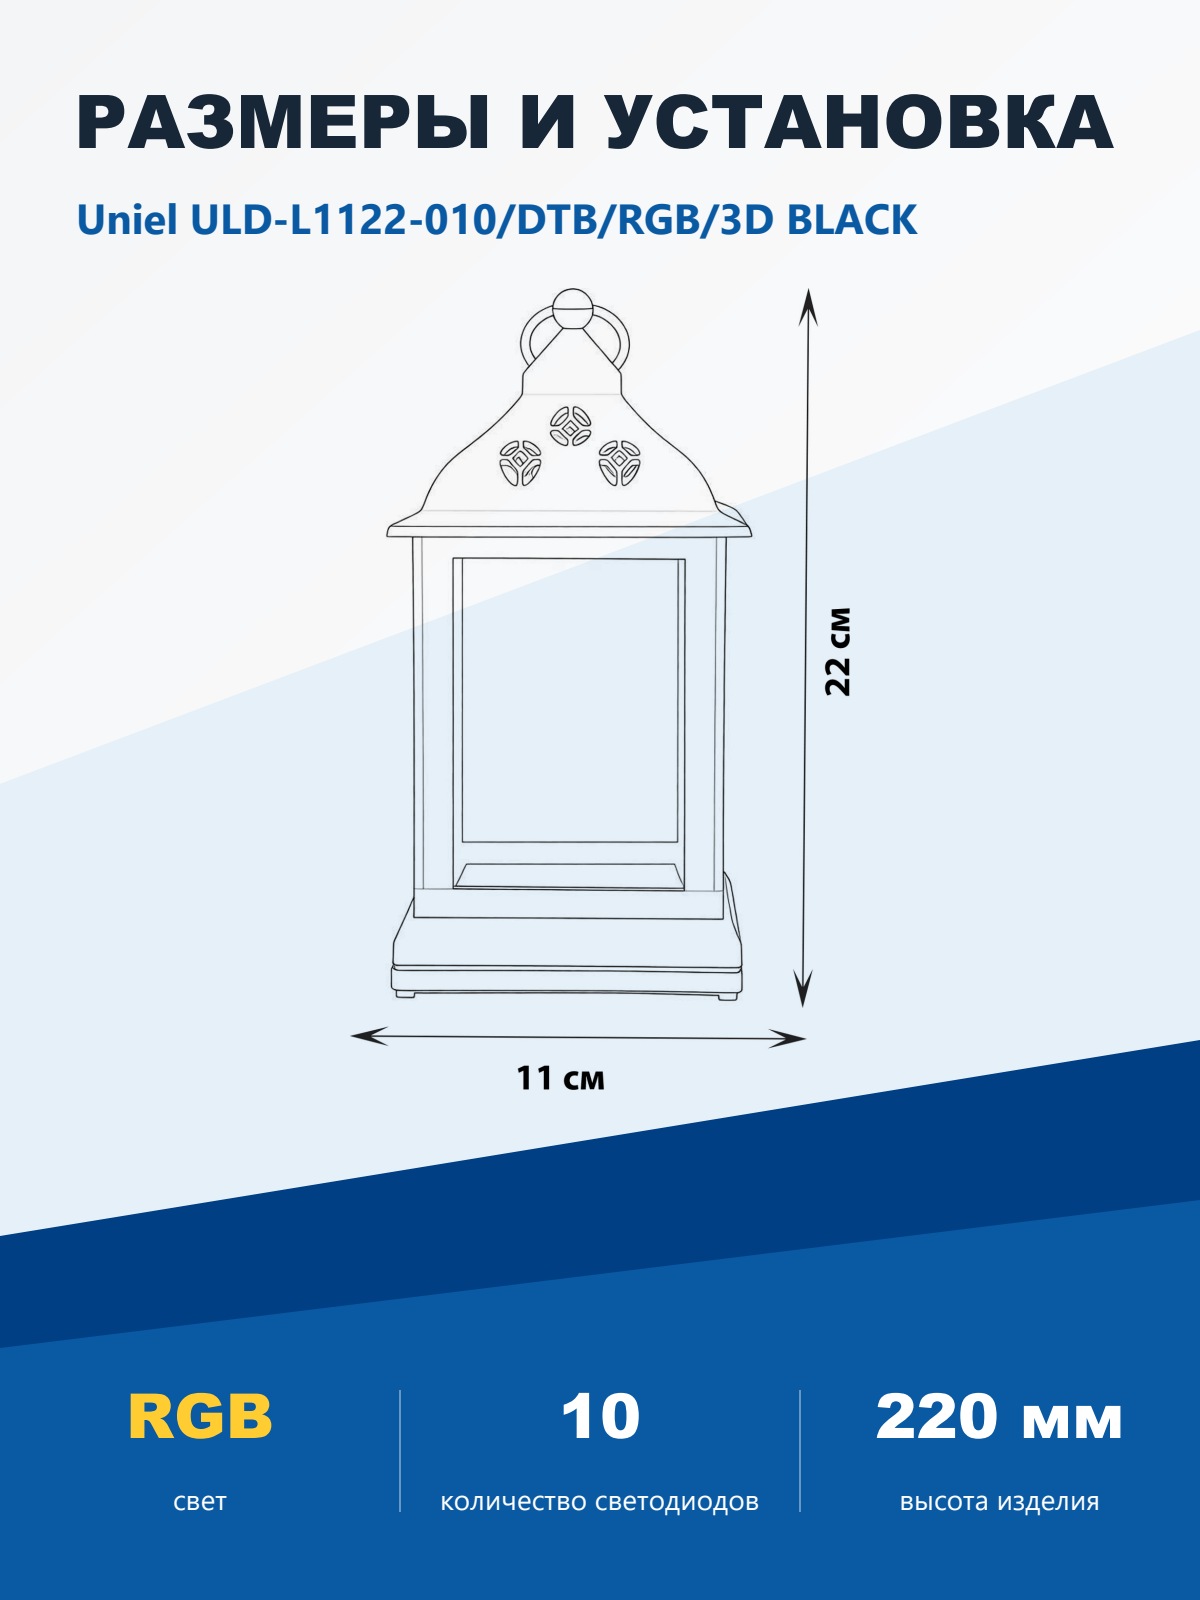 РАЗМЕРЫ И УСТАНОВКА
Uniel ULD-L1122-010/DTB/RGB/3D BLACK
22 см
11 см
RGB
свет
10
количество светодиодов
220 мм
высота изделия